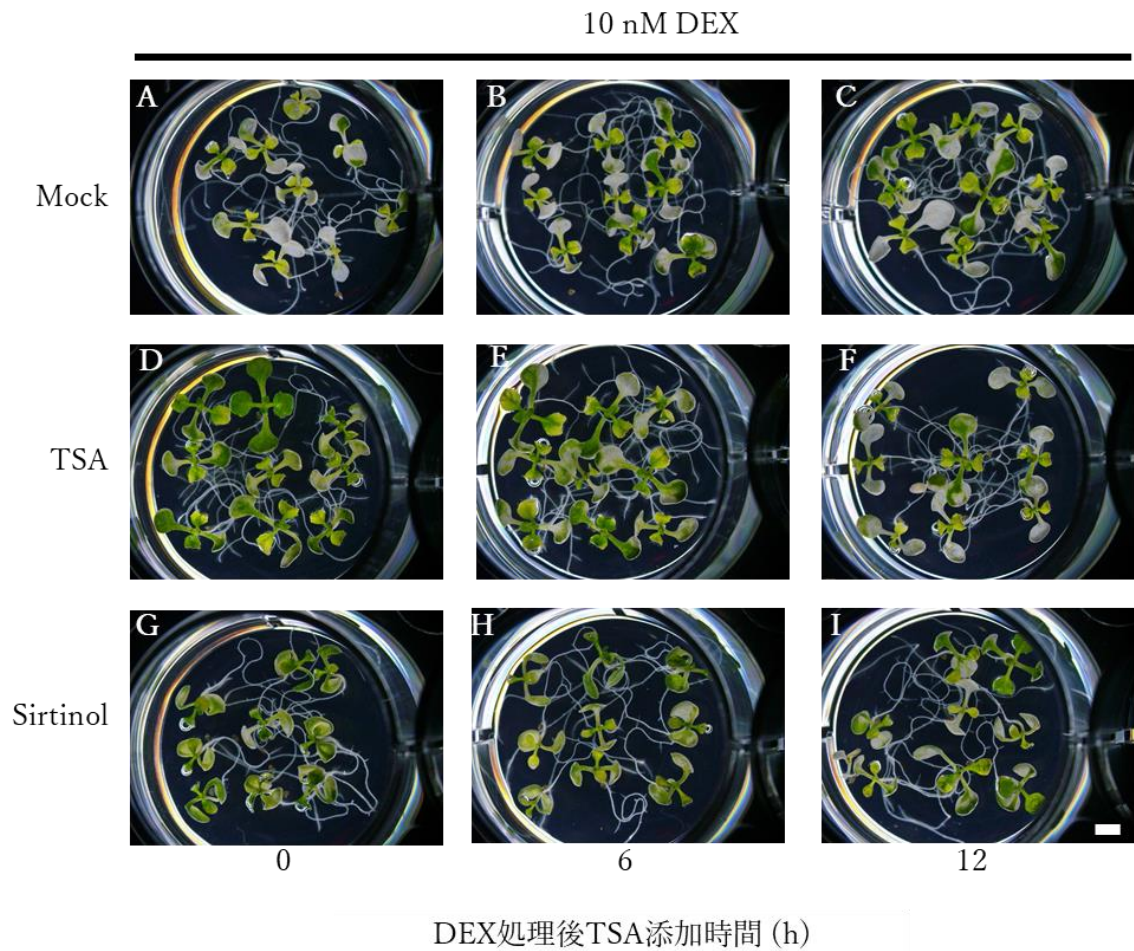 10 nM DEX
A
B
C
Mock
D
E
F
TSA
G
H
I
Sirtinol
0
6
12
DEX処理後TSA添加時間 (h)